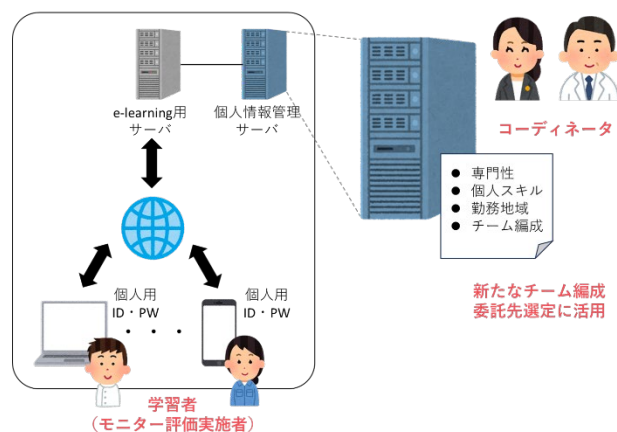 e-learning用
サーバ
個人情報管理
サーバ
コーディネータ
● 専門性
● 個人スキル
● 勤務地域
● チーム編成
新たなチーム編成
委託先選定に活用
個人用
ID・PW
個人用
ID・PW
・・・
学習者
（モニター評価実施者）